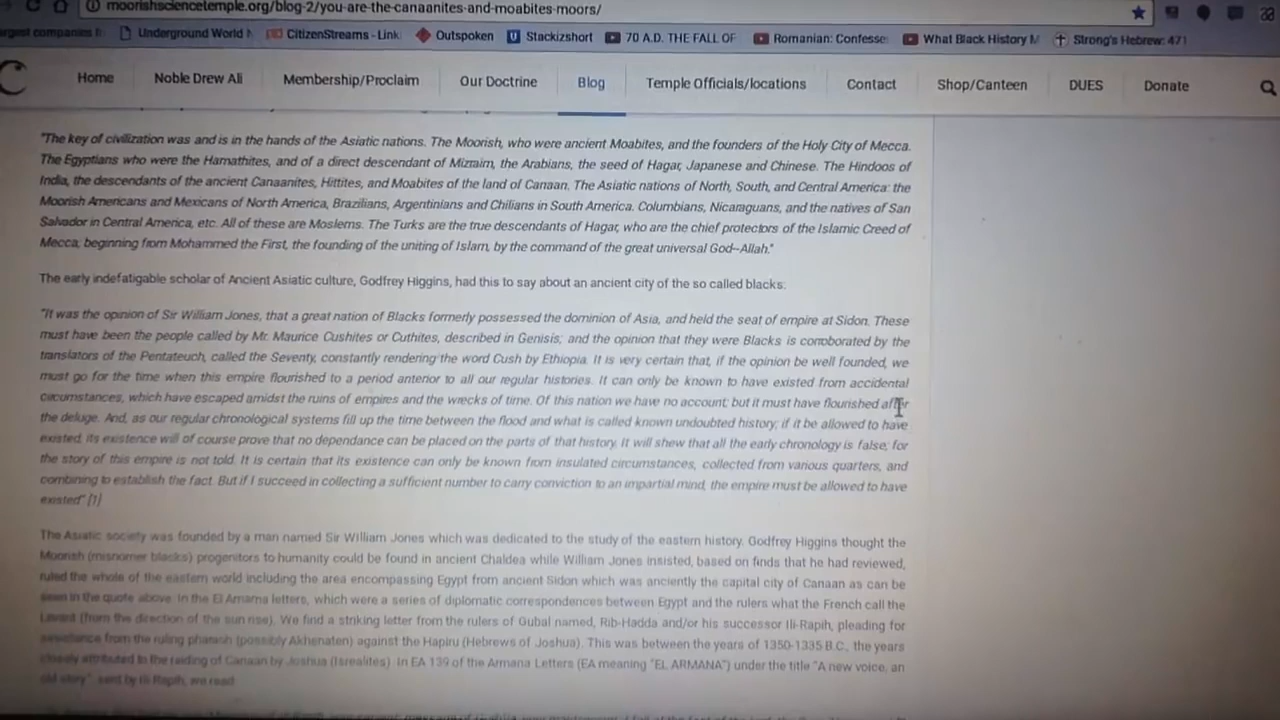 moorishsciencetemple.org/blog-2/you-are-the-canaanites-and-moabites-moors/
argest companies Underground World CitizenStreams - Link Outspoken Stackizshort 70 A.D. THE FALL OF Romanian: Confesse What Black History M Strong's Hebrew: 471
Home Noble Drew Ali Membership/Proclaim Our Doctrine Blog Temple Officials/locations Contact Shop/Canteen DUES Donate
"The key of civilization was and is in the hands of the Asiatic nations. The Moorish, who were ancient Moabites, and the founders of the Holy City of Mecca.
The Egyptians who were the Hamathites, and of a direct descendant of Mizraim, the Arabians, the seed of Hagar, Japanese and Chinese. The Hindoos of
India, the descendants of the ancient Canaanites, Hittites, and Moabites of the land of Canaan. The Asiatic nations of North, South, and Central America: the
Moorish Americans and Mexicans of North America, Brazilians, Argentinians and Chilians in South America. Columbians, Nicaraguans, and the natives of San
Salvador in Central America, etc. All of these are Moslems. The Turks are the true descendants of Hagar, who are the chief protectors of the Islamic Creed of
Mecca; beginning from Mohammed the First, the founding of the uniting of Islam, by the command of the great universal God--Allah."
The early indefatigable scholar of Ancient Asiatic culture, Godfrey Higgins, had this to say about an ancient city of the so called blacks:
"It was the opinion of Sir William Jones, that a great nation of Blacks formerly possessed the dominion of Asia, and held the seat of empire at Sidon. These
must have been the people called by Mr. Maurice Cushites or Cuthites, described in Genisis; and the opinion that they were Blacks is corroborated by the
translators of the Pentateuch, called the Seventy, constantly rendering the word Cush by Ethiopia. It is very certain that, if the opinion be well founded, we
must go for the time when this empire flourished to a period anterior to all our regular histories. It can only be known to have existed from accidental
circumstances, which have escaped amidst the ruins of empires and the wrecks of time. Of this nation we have no account; but it must have flourished after
the deluge. And, as our regular chronological systems fill up the time between the flood and what is called known undoubted history; if it be allowed to have
existed, its existence will of course prove that no dependance can be placed on the parts of that history. It will shew that all the early chronology is false; for
the story of this empire is not told. It is certain that its existence can only be known from insulated circumstances, collected from various quarters, and
combining to establish the fact. But if I succeed in collecting a sufficient number to carry conviction to an impartial mind, the empire must be allowed to have
existed" [1]
The Asiatic society was founded by a man named Sir William Jones which was dedicated to the study of the eastern history. Godfrey Higgins thought the
Moorish (misnomer blacks) progenitors to humanity could be found in ancient Chaldea while William Jones insisted, based on finds that he had reviewed,
ruled the whole of the eastern world including the area encompassing Egypt from ancient Sidon which was anciently the capital city of Canaan as can be
seen in the quote above. In the El Amarna letters, which were a series of diplomatic correspondences between Egypt and the rulers what the French call the
Levant (from the direction of the sun rise). We find a striking letter from the rulers of Gubal named, Rib-Hadda and/or his successor Ili-Rapih, pleading for
assistance from the ruling pharaoh (possibly Akhenaten) against the Hapiru (Hebrews of Joshua). This was between the years of 1350-1335 B.C., the years
closely attributed to the raiding of Canaan by Joshua (Isrealites). In EA 139 of the Armana Letters (EA meaning "EL ARMANA") under the title "A new voice, an
old story", sent by Ili Rapih, we read: